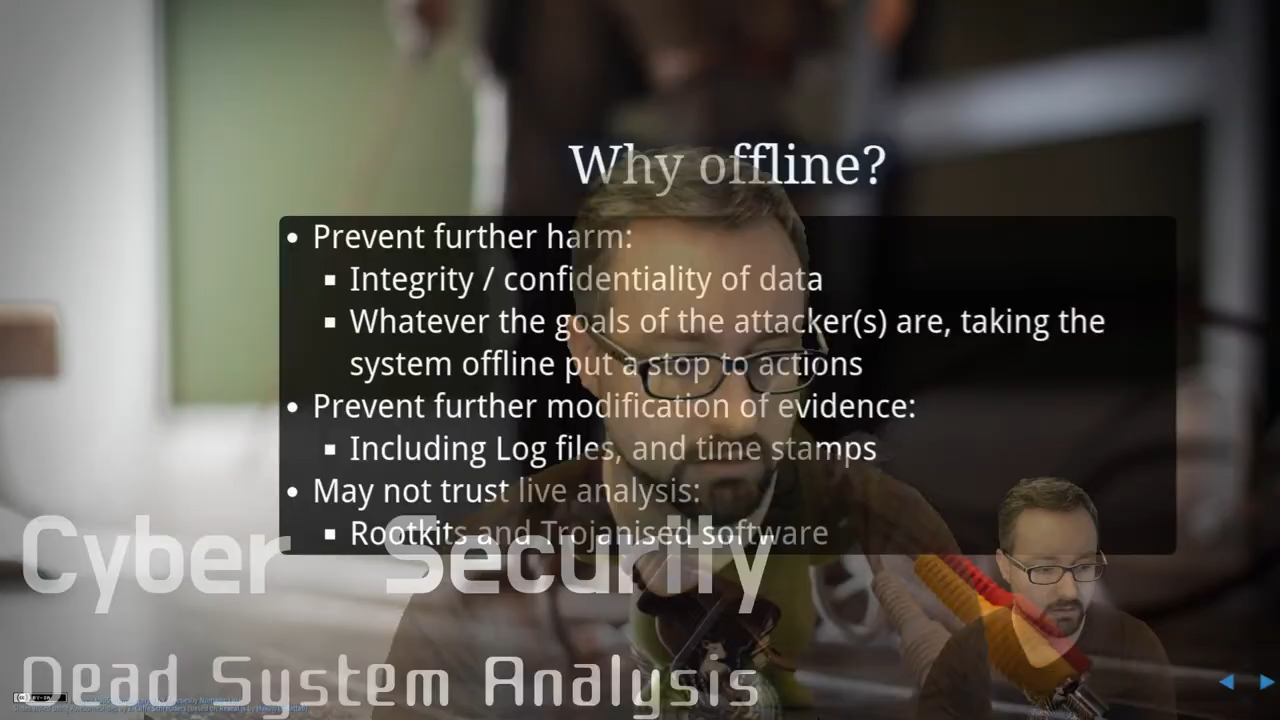 Why offline?
• Prevent further harm:
▪ Integrity / confidentiality of data
▪ Whatever the goals of the attacker(s) are, taking the
system offline put a stop to actions
• Prevent further modification of evidence:
▪ Including Log files, and time stamps
• May not trust live analysis:
▪ Rootkits and Trojanised software
Cyber Security
Dead System Analysis